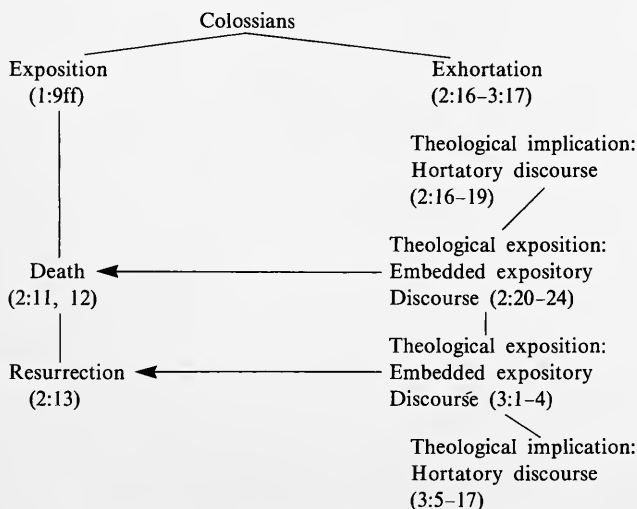 Colossians
Exposition
(1:9ff)
Exhortation
(2:16–3:17)
Theological implication:
Hortatory discourse
(2:16–19)
Theological exposition:
Embedded expository
Discourse (2:20–24)
Death
(2:11, 12)
Theological exposition:
Embedded expository
Discourse (3:1–4)
Resurrection
(2:13)
Theological implication:
Hortatory discourse
(3:5–17)